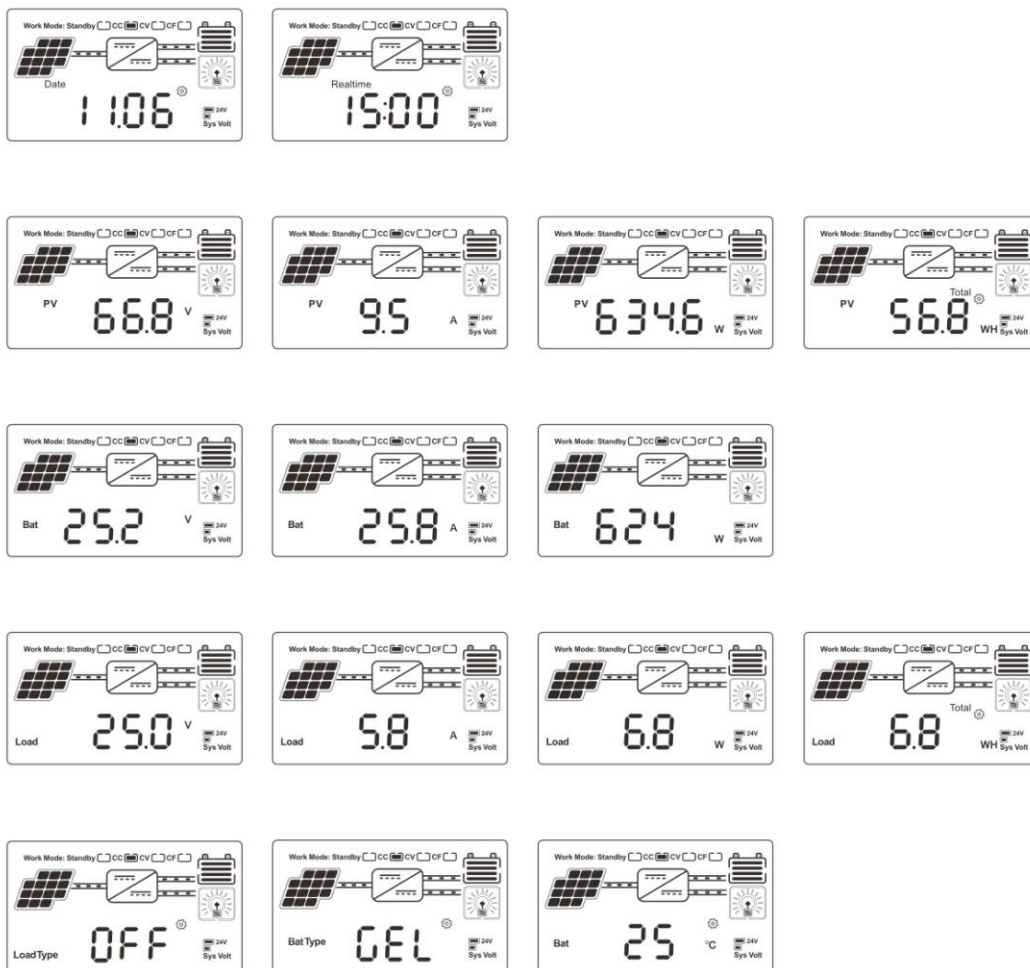 Work Mode: Standby CC CV CF
Date
11.06
24V
Sys Volt
Work Mode: Standby CC CV CF
Realtime
15:00
24V
Sys Volt
Work Mode: Standby CC CV CF
PV 66.8 V
24V
Sys Volt
Work Mode: Standby CC CV CF
PV 9.5 A
24V
Sys Volt
Work Mode: Standby CC CV CF
PV 634.6 W
24V
Sys Volt
Work Mode: Standby CC CV CF
Total
PV 56.8 WH
24V
Sys Volt
Work Mode: Standby CC CV CF
Bat 25.2 V
24V
Sys Volt
Work Mode: Standby CC CV CF
Bat 25.8 A
24V
Sys Volt
Work Mode: Standby CC CV CF
Bat 624 W
24V
Sys Volt
Work Mode: Standby CC CV CF
Load 25.0 V
24V
Sys Volt
Work Mode: Standby CC CV CF
Load 5.8 A
24V
Sys Volt
Work Mode: Standby CC CV CF
Load 6.8 W
24V
Sys Volt
Work Mode: Standby CC CV CF
Total
Load 6.8 WH
24V
Sys Volt
Work Mode: Standby CC CV CF
LoadType OFF
24V
Sys Volt
Work Mode: Standby CC CV CF
BatType GEL
24V
Sys Volt
Work Mode: Standby CC CV CF
Bat 25 °C
24V
Sys Volt